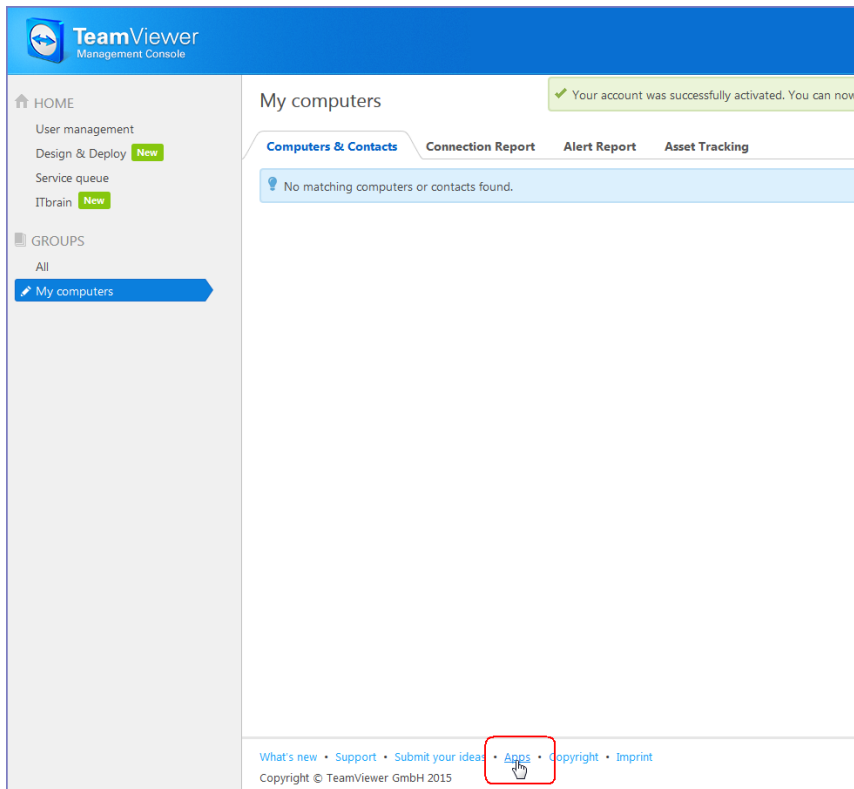 TeamViewer
Management Console
HOME
User management
Design & Deploy New
Service queue
ITbrain New
GROUPS
All
My computers
My computers
Your account was successfully activated. You can now
Computers & Contacts Connection Report Alert Report Asset Tracking
No matching computers or contacts found.
What's new • Support • Submit your ideas • Apps • Copyright • Imprint
Copyright © TeamViewer GmbH 2015